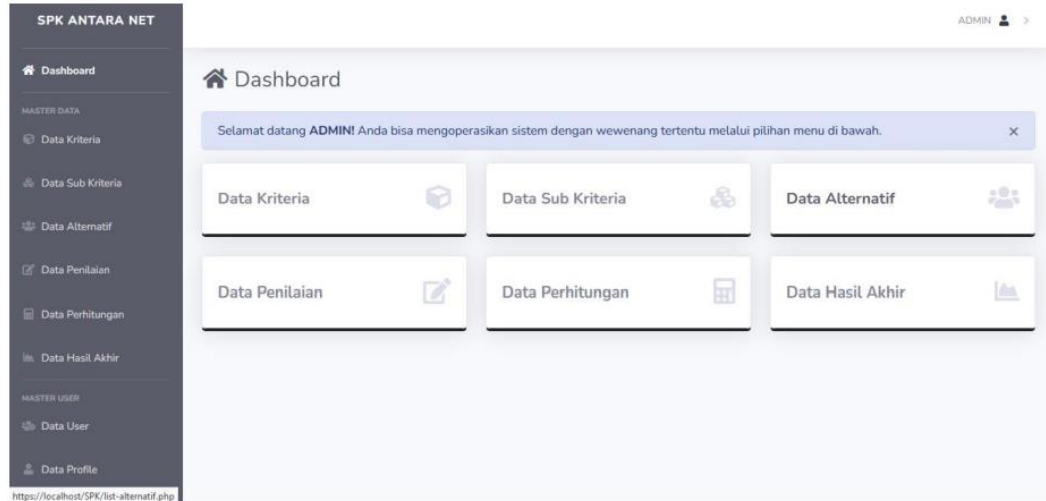 SPK ANTARA NET
ADMIN
Dashboard
MASTER DATA
Data Kriteria
Data Sub Kriteria
Data Alternatif
Data Penilaian
Data Perhitungan
Data Hasil Akhir
MASTER USER
Data User
Data Profile
Dashboard
Selamat datang ADMIN! Anda bisa mengoperasikan sistem dengan wewenang tertentu melalui pilihan menu di bawah.
Data Kriteria
Data Sub Kriteria
Data Alternatif
Data Penilaian
Data Perhitungan
Data Hasil Akhir
https://localhost/SPK/list-alternatif.php